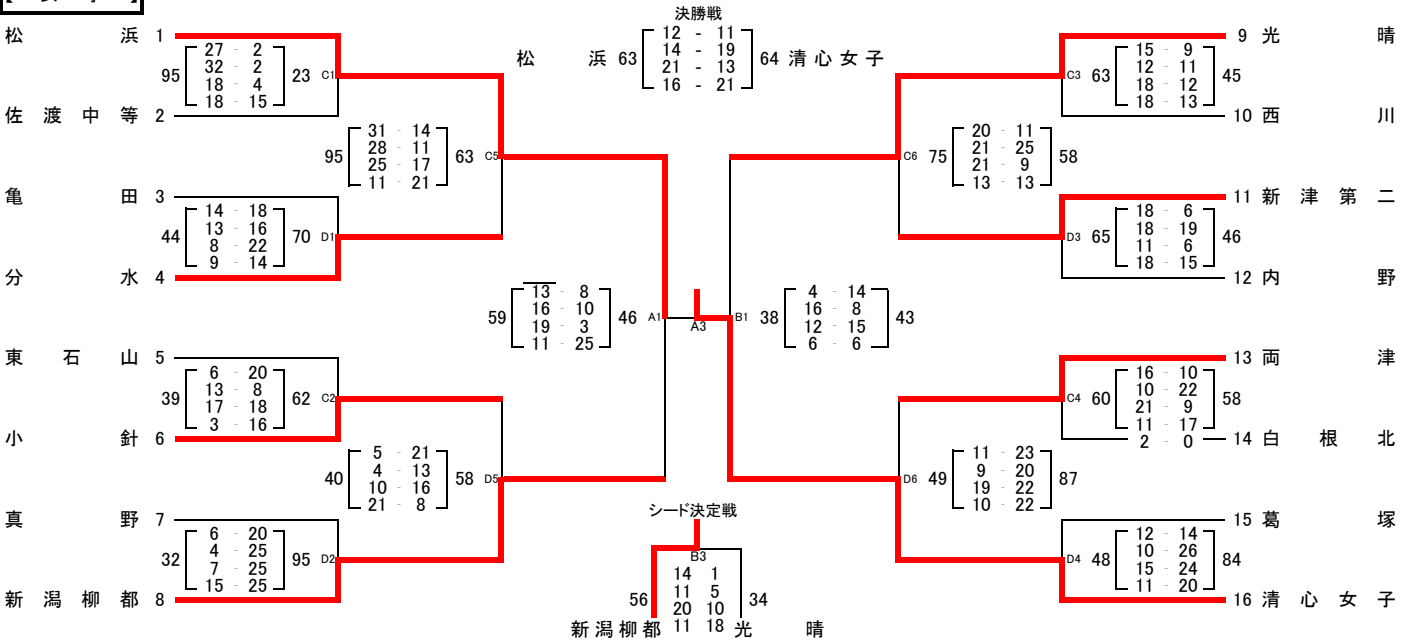 決勝戦
松浜 63 12 - 11 64 清心女子
14 - 19
21 - 13
16 - 21
松浜 1
95 27 - 2 23 C1
32 - 2
18 - 4
18 - 15
佐渡中等 2
95 31 - 14 63 C5
28 - 11
25 - 17
11 - 21
亀田 3
44 14 - 18 70 D1
13 - 16
8 - 22
9 - 14
分水 4
59 13 - 8 46 A1
16 - 10
19 - 3
11 - 25
東石山 5
39 6 - 20 62 C2
13 - 8
17 - 18
3 - 16
小針 6
40 5 - 21 58 D5
4 - 13
10 - 16
21 - 8
真野 7
32 6 - 20 95 D2
4 - 25
7 - 25
15 - 25
新潟柳都 8
A3
9 光晴
C3 63 15 - 9 45
12 - 11
18 - 12
18 - 13
10 西川
C6 75 20 - 11 58
21 - 25
21 - 9
13 - 13
11 新津第二
D3 65 18 - 6 46
18 - 19
11 - 6
18 - 15
12 内野
B1 38 4 - 14 43
16 - 8
12 - 15
6 - 6
13 両津
C4 60 16 - 10 58
10 - 22
21 - 9
11 - 17
2 - 0
14 白根北
D6 49 11 - 23 87
9 - 20
19 - 22
10 - 22
15 葛塚
D4 48 12 - 14 84
10 - 26
15 - 24
11 - 20
16 清心女子
シード決定戦
B3
56 14 1 34
11 5
20 10
11 18
新潟柳都 光晴